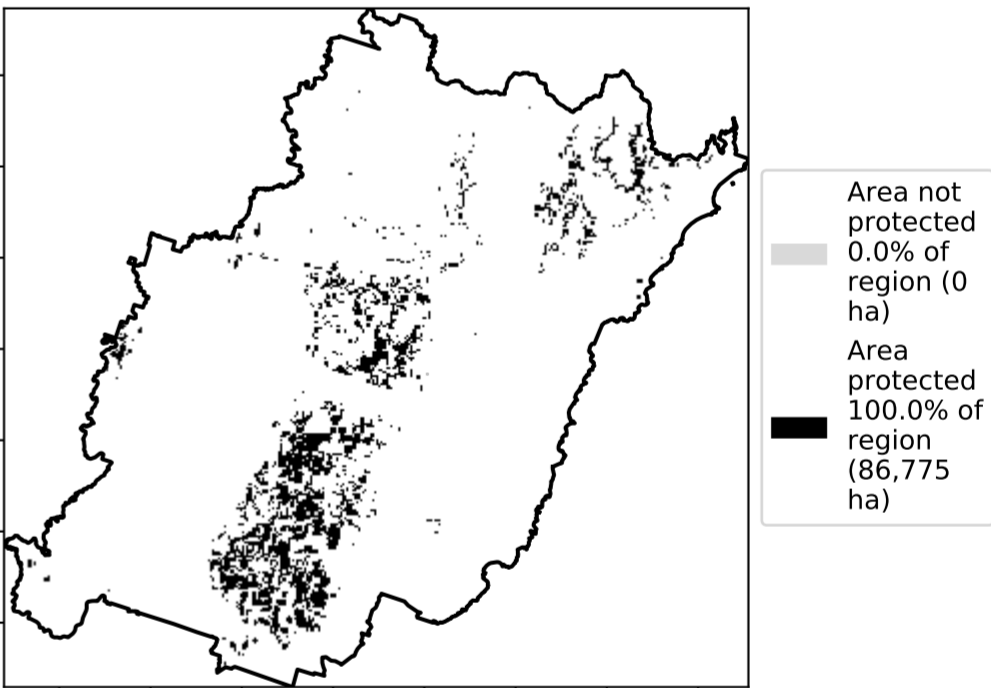 Area not
protected
0.0% of
region (0
ha)
Area
protected
100.0% of
region
(86,775
ha)